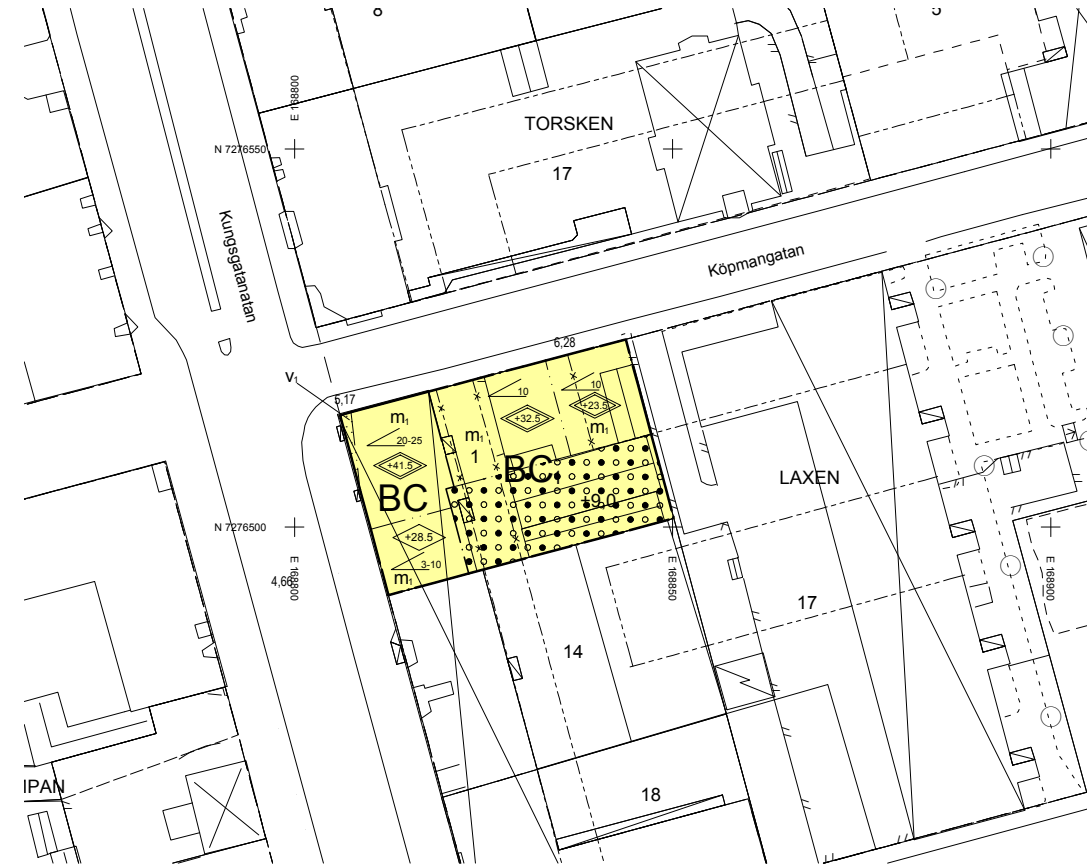 8
5
E 168800
TORSKEN
N 7276550
17
Kungsgatanatan
Köpmangatan
6,28
V1
5,17
10
10
m1
+32.5
+23.5
20-25
m1
m1
+41.5
1
BC
BC
LAXEN
+9,0
N 7276500
+28.5
3-10
4,66
m1
E 168800
E 168850
E 168900
17
14
IPAN
18